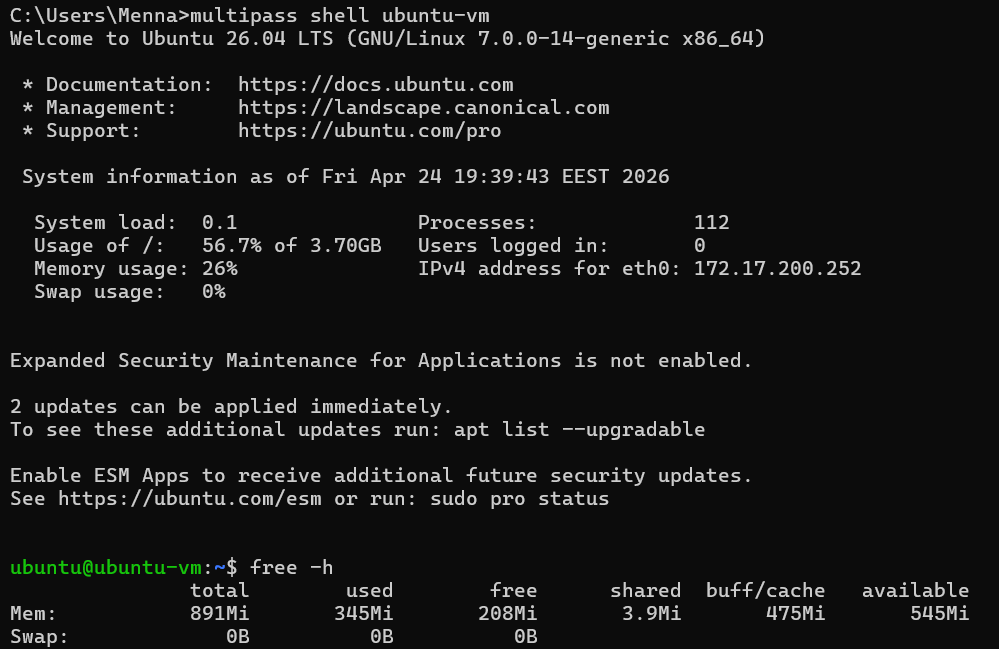 C:\Users\Menna>multipass shell ubuntu-vm
Welcome to Ubuntu 26.04 LTS (GNU/Linux 7.0.0-14-generic x86_64)
* Documentation:  https://docs.ubuntu.com
* Management:     https://landscape.canonical.com
* Support:        https://ubuntu.com/pro
System information as of Fri Apr 24 19:39:43 EEST 2026
System load:  0.1               Processes:             112
Usage of /:   56.7% of 3.70GB   Users logged in:       0
Memory usage: 26%               IPv4 address for eth0: 172.17.200.252
Swap usage:   0%
Expanded Security Maintenance for Applications is not enabled.
2 updates can be applied immediately.
To see these additional updates run: apt list --upgradable
Enable ESM Apps to receive additional future security updates.
See https://ubuntu.com/esm or run: sudo pro status
ubuntu@ubuntu-vm:~$ free -h
               total        used        free      shared  buff/cache   available
Mem:           891Mi       345Mi       208Mi       3.9Mi       475Mi       545Mi
Swap:             0B          0B          0B